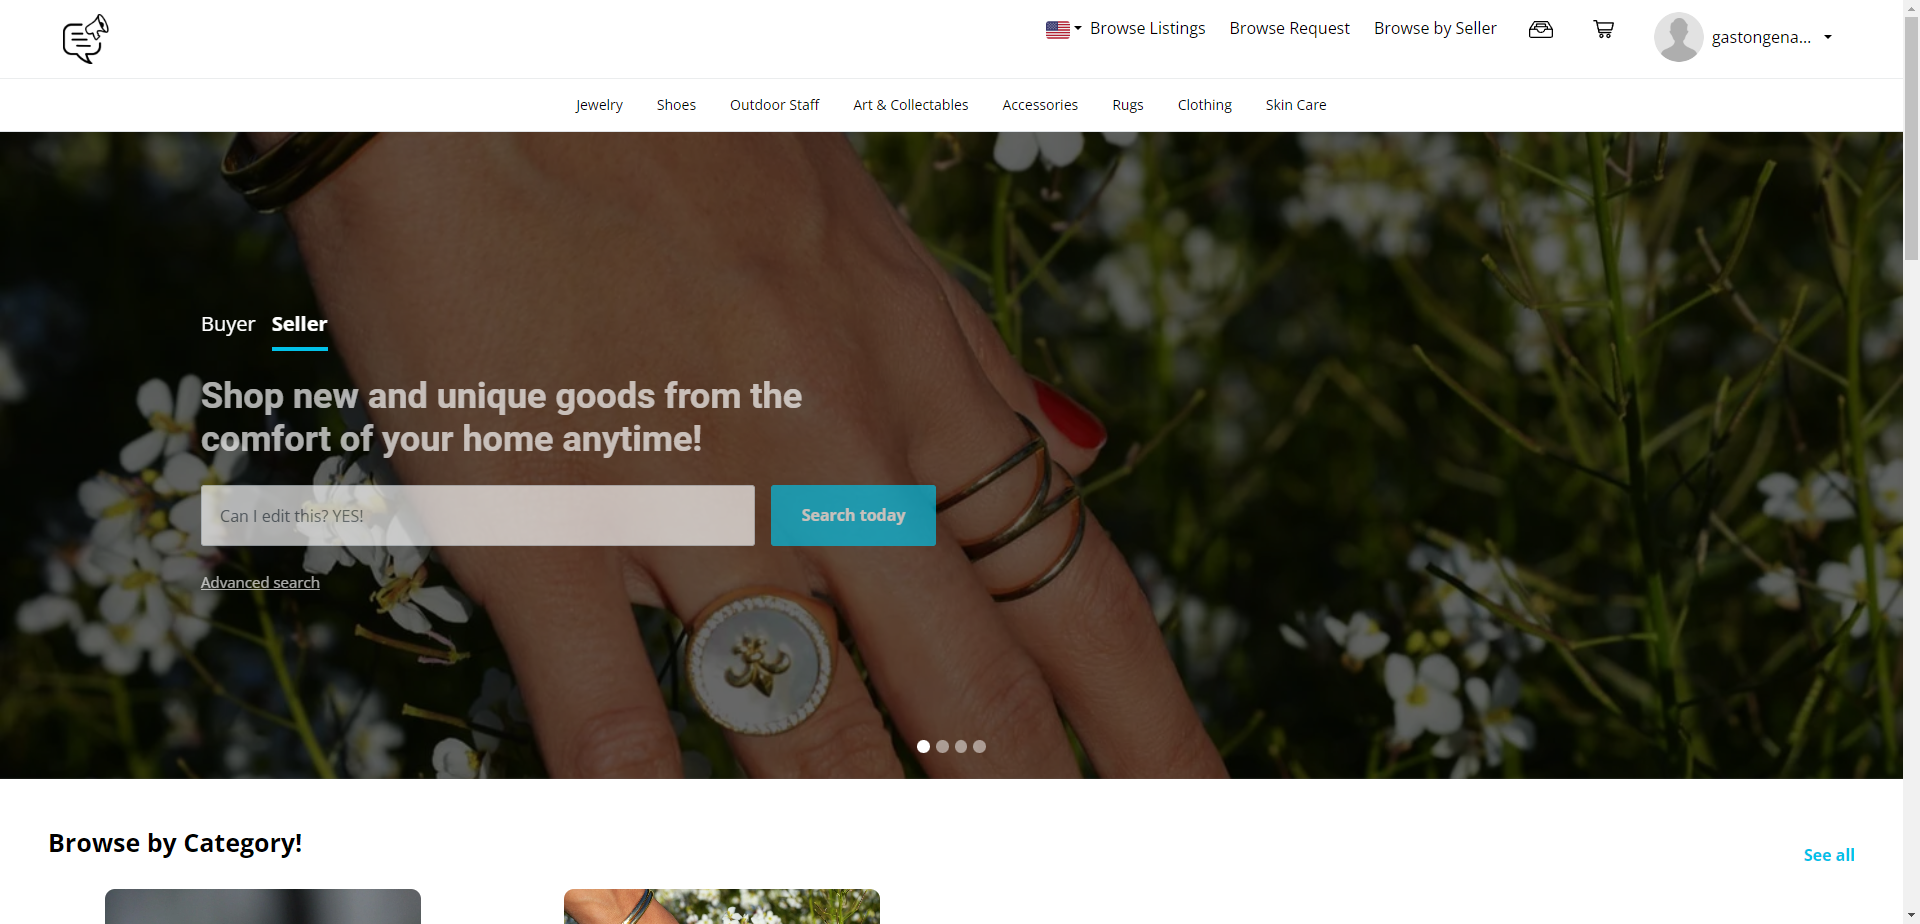 Browse Listings Browse Request Browse by Seller gastongena...
Jewelry Shoes Outdoor Staff Art & Collectables Accessories Rugs Clothing Skin Care
Buyer Seller
Shop new and unique goods from the
comfort of your home anytime!
Can I edit this? YES! Search today
Advanced search
Browse by Category!
See all